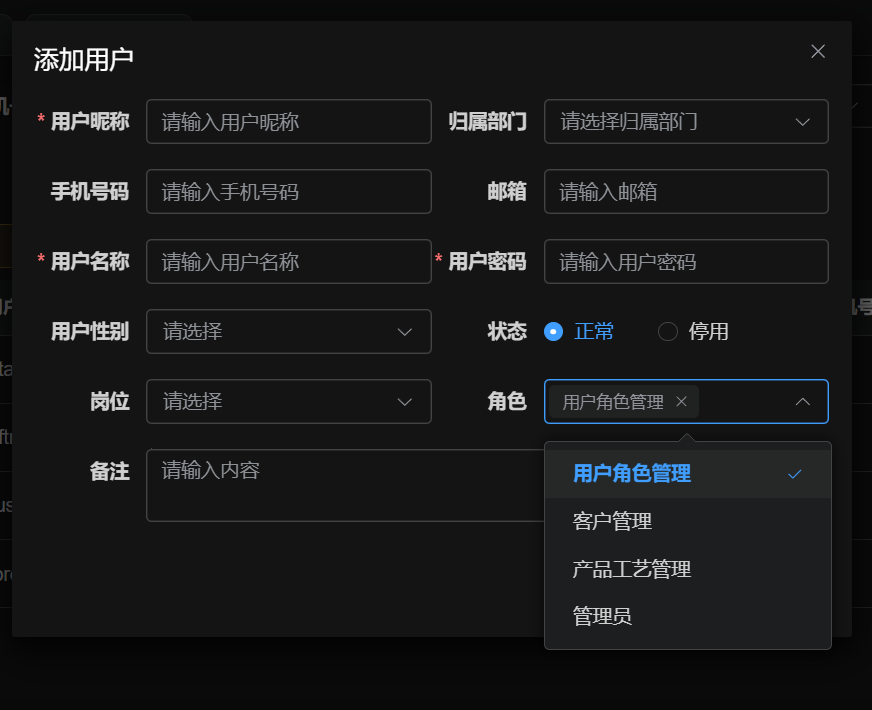 添加用户
* 用户昵称 请输入用户昵称 归属部门 请选择归属部门
手机号码 请输入手机号码 邮箱 请输入邮箱
* 用户名称 请输入用户名称 * 用户密码 请输入用户密码
用户性别 请选择 状态 正常 停用
岗位 请选择 角色 用户角色管理
备注 请输入内容
用户角色管理
客户管理
产品工艺管理
管理员